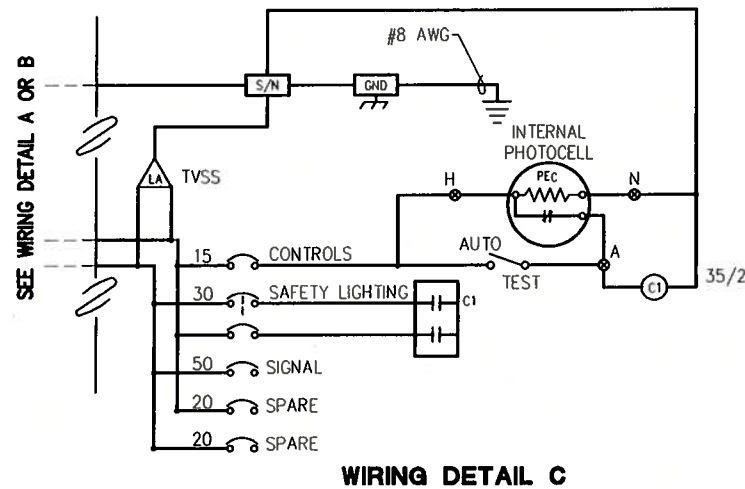 #8 AWG
S/N
GND
SEE WIRING DETAIL A OR B
INTERNAL
PHOTOCELL
LA
TVSS
H
PEC
N
15
CONTROLS
AUTO
TEST
A
30
SAFETY LIGHTING
C1
C1
35/2
50
SIGNAL
20
SPARE
20
SPARE
WIRING DETAIL C